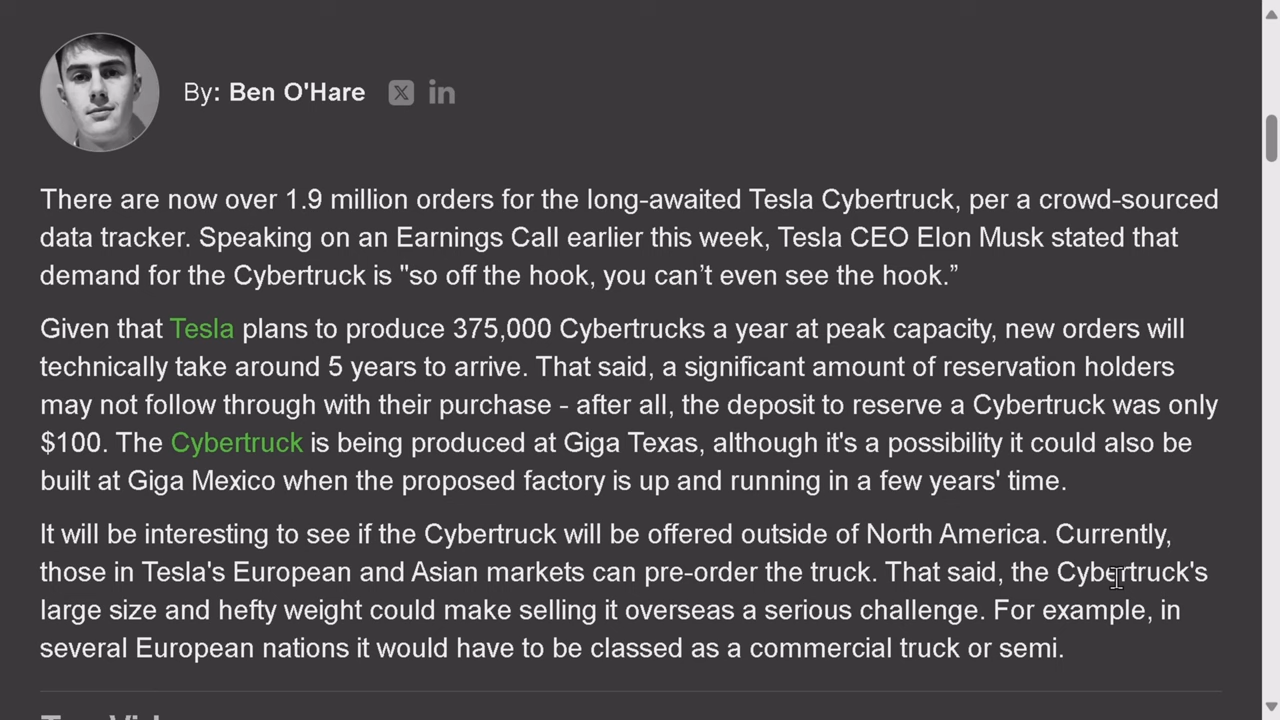 By: Ben O'Hare
There are now over 1.9 million orders for the long-awaited Tesla Cybertruck, per a crowd-sourced
data tracker. Speaking on an Earnings Call earlier this week, Tesla CEO Elon Musk stated that
demand for the Cybertruck is "so off the hook, you can’t even see the hook.”
Given that Tesla plans to produce 375,000 Cybertrucks a year at peak capacity, new orders will
technically take around 5 years to arrive. That said, a significant amount of reservation holders
may not follow through with their purchase - after all, the deposit to reserve a Cybertruck was only
$100. The Cybertruck is being produced at Giga Texas, although it's a possibility it could also be
built at Giga Mexico when the proposed factory is up and running in a few years' time.
It will be interesting to see if the Cybertruck will be offered outside of North America. Currently,
those in Tesla's European and Asian markets can pre-order the truck. That said, the Cybertruck's
large size and hefty weight could make selling it overseas a serious challenge. For example, in
several European nations it would have to be classed as a commercial truck or semi.